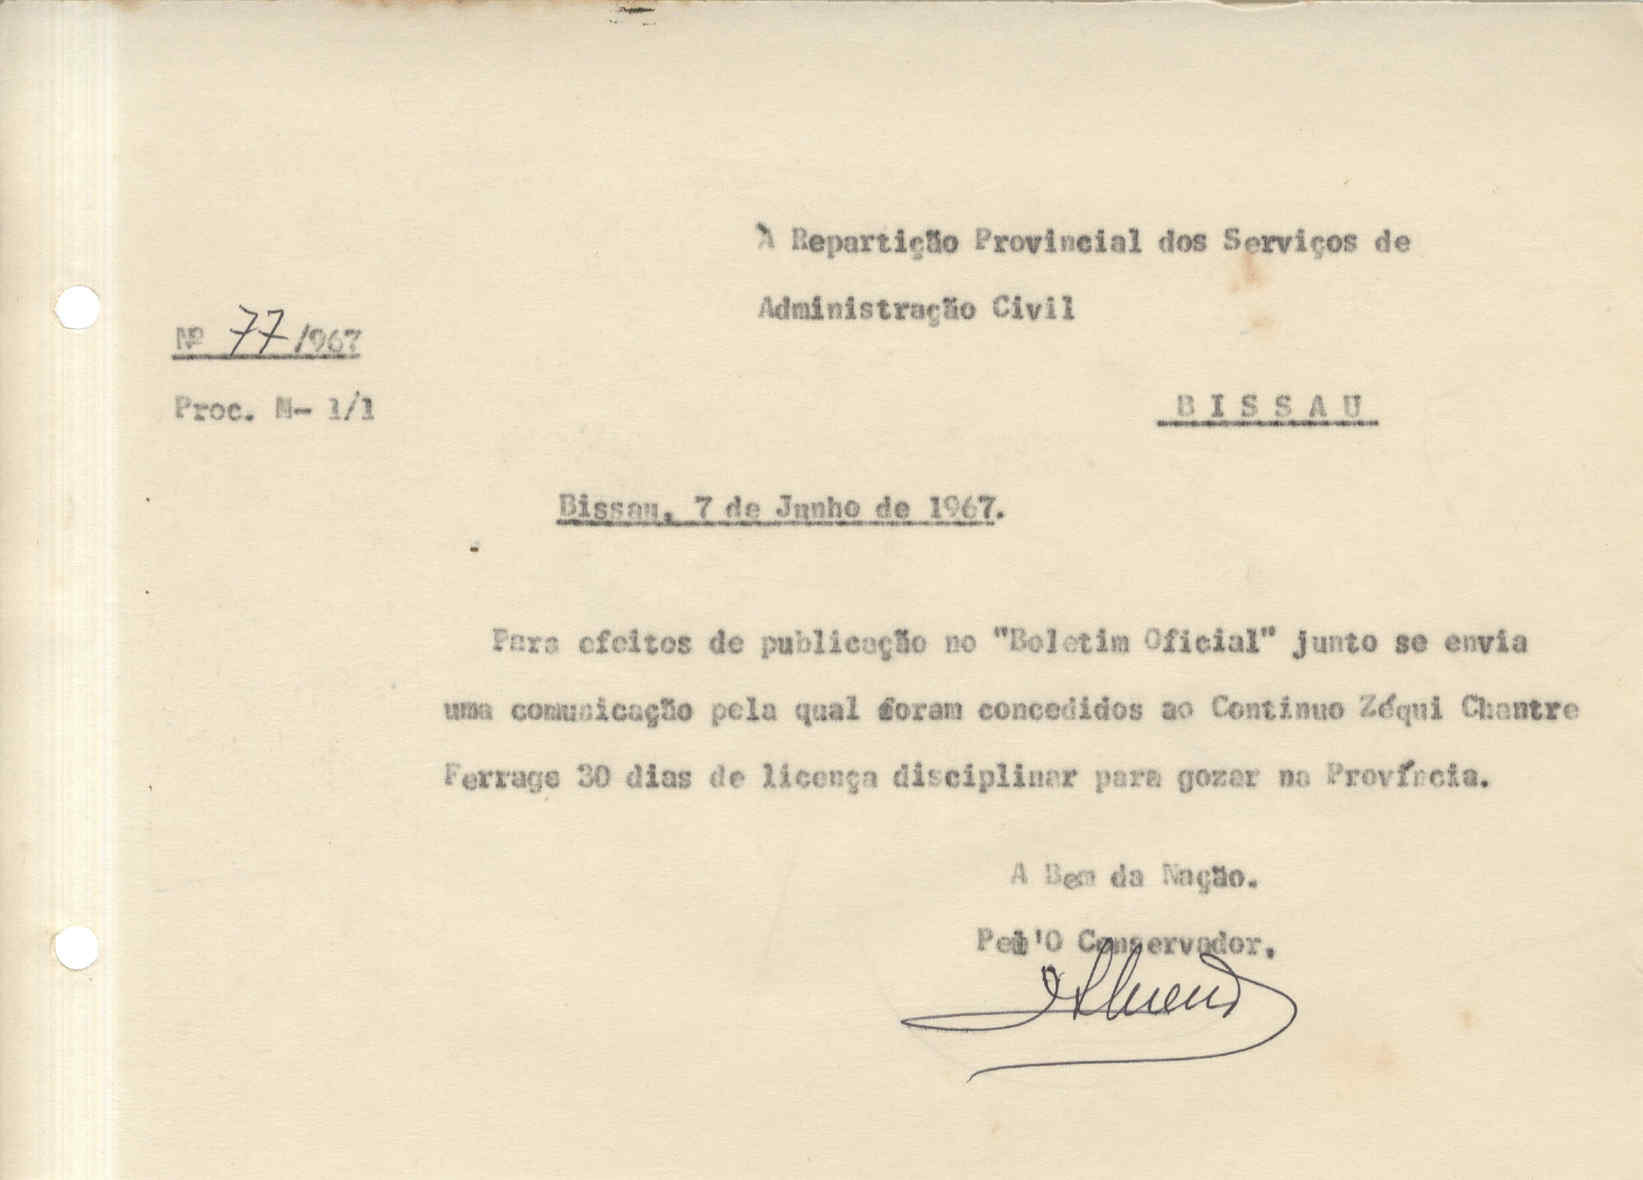 À Repartição Provincial dos Serviços de
Administração Civil
Nº 77/967
Proc. M- 1/1
BISSAU
Bissau, 7 de Junho de 1967.
Para efeitos de publicação no "Boletim Oficial" junto se envia
uma comunicação pela qual foram concedidos ao Continuo Zéqui Chantre
Ferrage 30 dias de licença disciplinar para gozar na Província.
A Bem da Nação.
Pel'O Conservador,